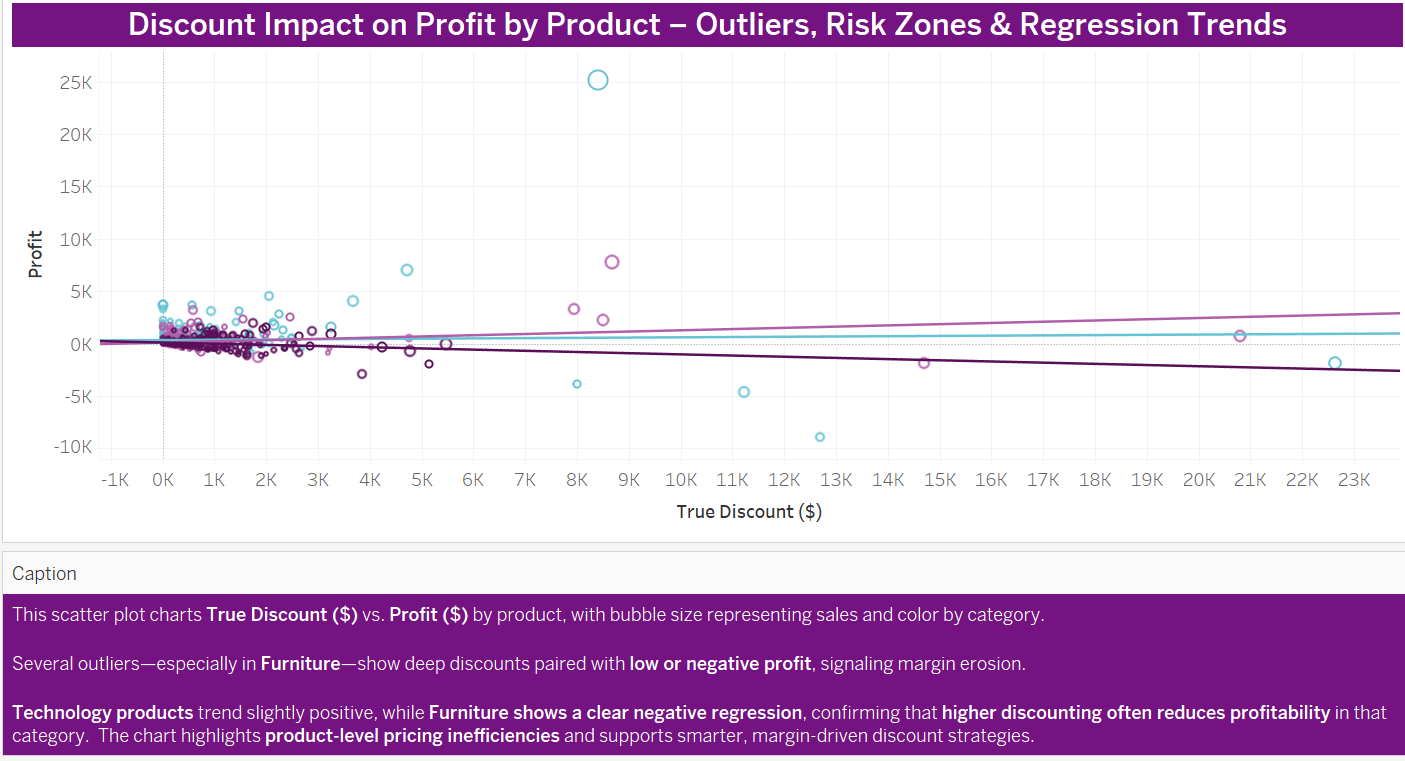 Discount Impact on Profit by Product – Outliers, Risk Zones & Regression Trends
25K
20K
15K
10K
5K
0K
-5K
-10K
Profit
-1K 0K 1K 2K 3K 4K 5K 6K 7K 8K 9K 10K 11K 12K 13K 14K 15K 16K 17K 18K 19K 20K 21K 22K 23K
True Discount ($)
Caption
This scatter plot charts True Discount ($) vs. Profit ($) by product, with bubble size representing sales and color by category.
Several outliers—especially in Furniture—show deep discounts paired with low or negative profit, signaling margin erosion.
Technology products trend slightly positive, while Furniture shows a clear negative regression, confirming that higher discounting often reduces profitability in that
category. The chart highlights product-level pricing inefficiencies and supports smarter, margin-driven discount strategies.